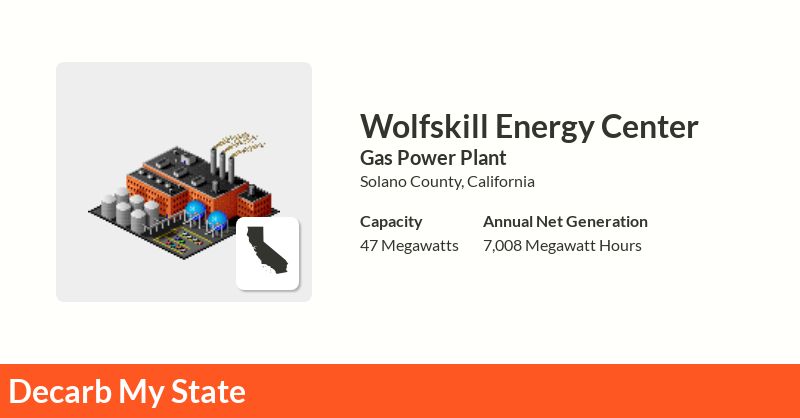 Wolfskill Energy Center
Gas Power Plant
Solano County, California
Capacity
47 Megawatts
Annual Net Generation
7,008 Megawatt Hours
Decarb My State